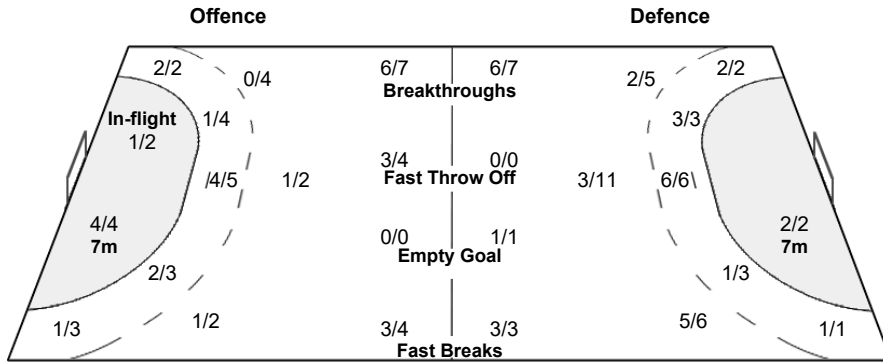 Offence Defence
2/2 0/4 6/7 6/7 2/5 2/2
Breakthroughs
In-flight 1/4 3/3
1/2
3/4 0/0
4/5 1/2 Fast Throw Off 3/11 6/6
4/4 2/2
7m 0/0 1/1 7m
Empty Goal
2/3 1/3
1/3 1/2 3/4 3/3 5/6 1/1
Fast Breaks